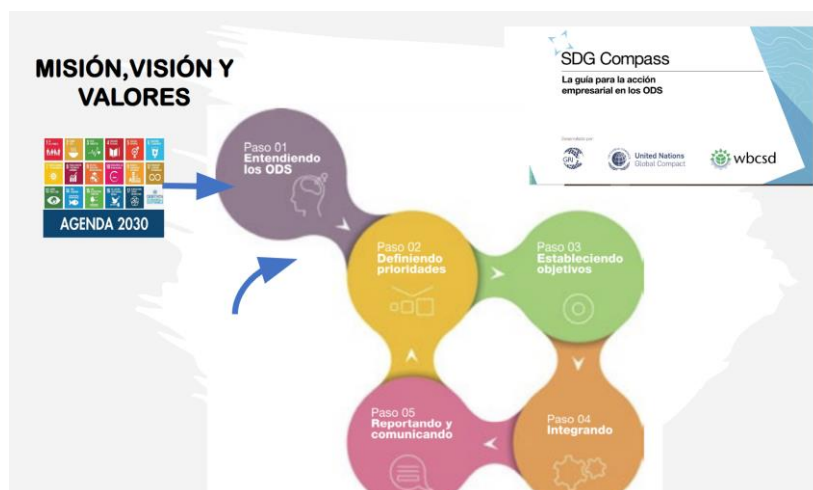 MISIÓN,VISIÓN Y
VALORES
AGENDA 2030
SDG Compass
La guía para la acción
empresarial en los ODS
GRI
United Nations
Global Compact
wbcsd
Paso 01
Entendiendo
los ODS
Paso 02
Definiendo
prioridades
Paso 03
Estableciendo
objetivos
Paso 05
Reportando y
comunicando
Paso 04
Integrando